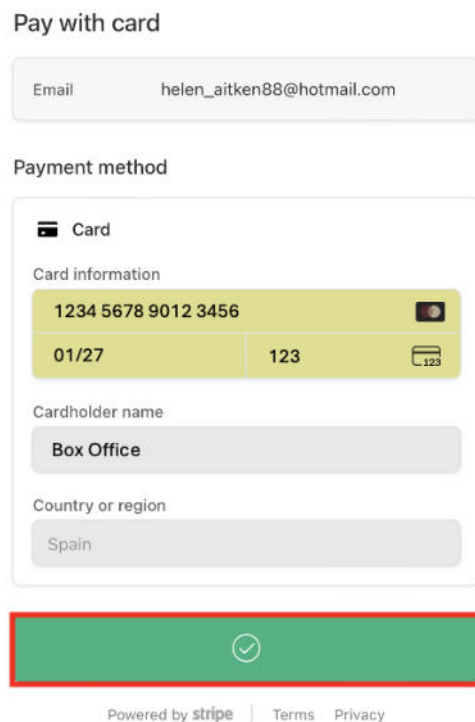 Pay with card
Email helen_aitken88@hotmail.com
Payment method
Card
Card information
1234 5678 9012 3456
01/27 123 123
Cardholder name
Box Office
Country or region
Spain
Powered by stripe Terms Privacy